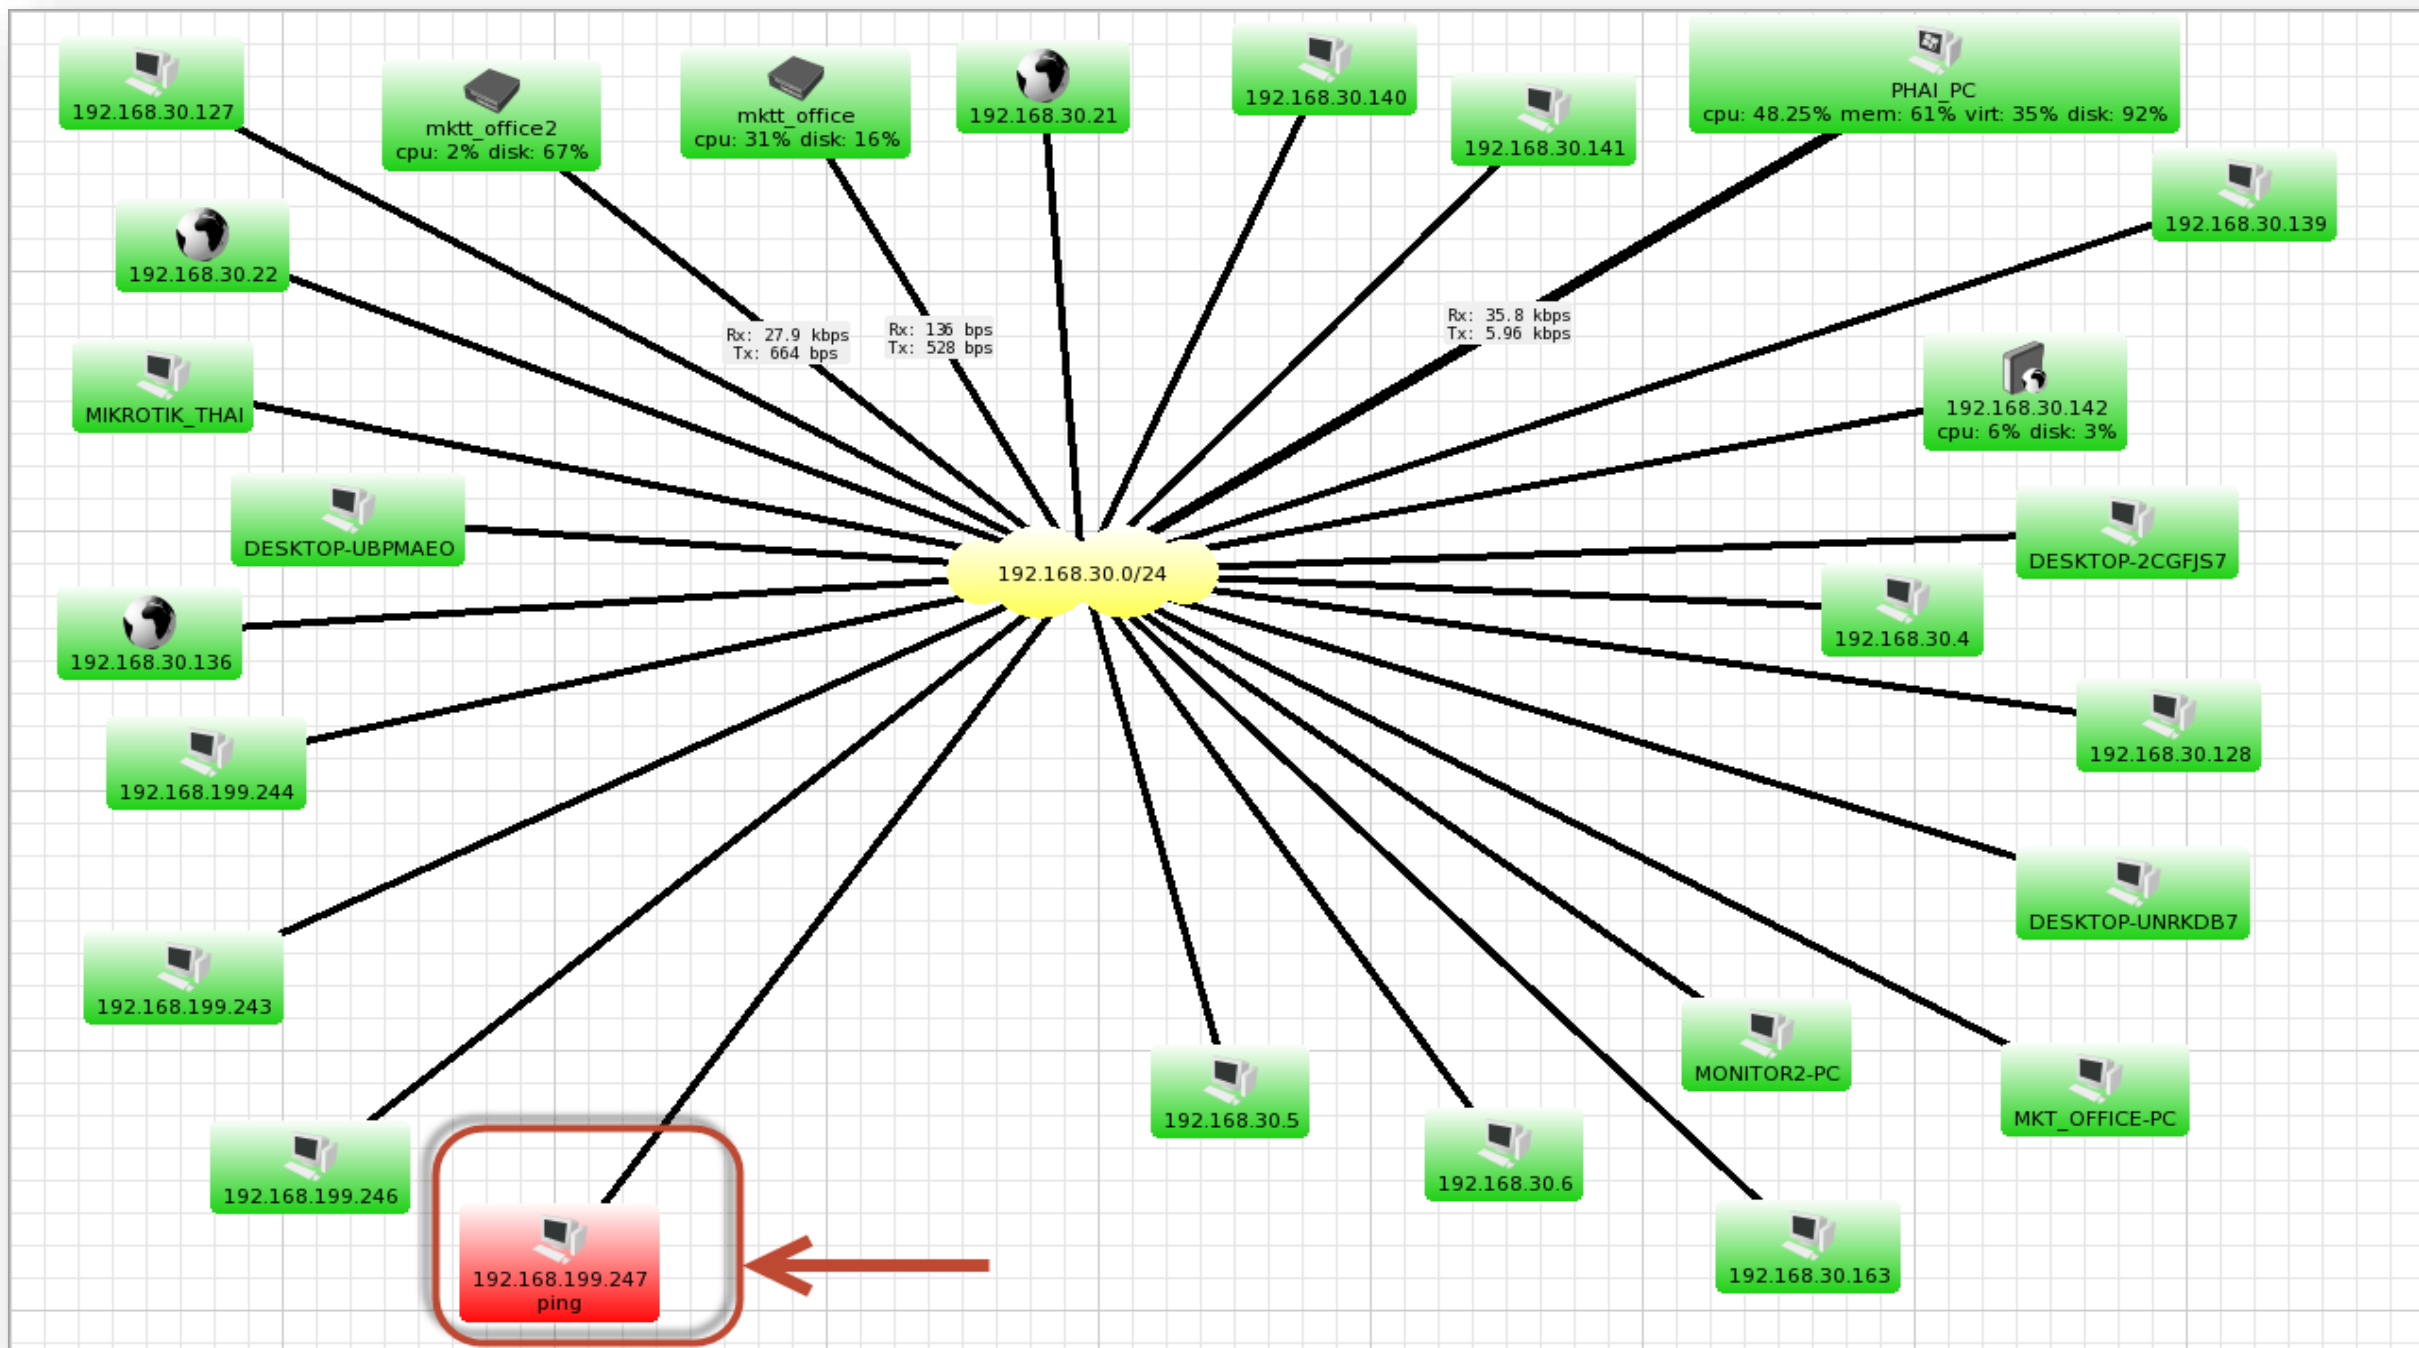 192.168.30.127
mktt_office2
cpu: 2% disk: 67%
mktt_office
cpu: 31% disk: 16%
192.168.30.21
192.168.30.140
192.168.30.141
PHAI_PC
cpu: 48.25% mem: 61% virt: 35% disk: 92%
192.168.30.139
192.168.30.22
Rx: 27.9 kbps
Tx: 664 bps
Rx: 136 bps
Tx: 528 bps
Rx: 35.8 kbps
Tx: 5.96 kbps
MIKROTIK_THAI
192.168.30.142
cpu: 6% disk: 3%
DESKTOP-UBPMAEO
192.168.30.0/24
DESKTOP-2CGFJS7
192.168.30.4
192.168.30.136
192.168.30.128
192.168.199.244
DESKTOP-UNRKDB7
192.168.199.243
MONITOR2-PC
MKT_OFFICE-PC
192.168.30.5
192.168.30.6
192.168.199.246
192.168.199.247
ping
192.168.30.163